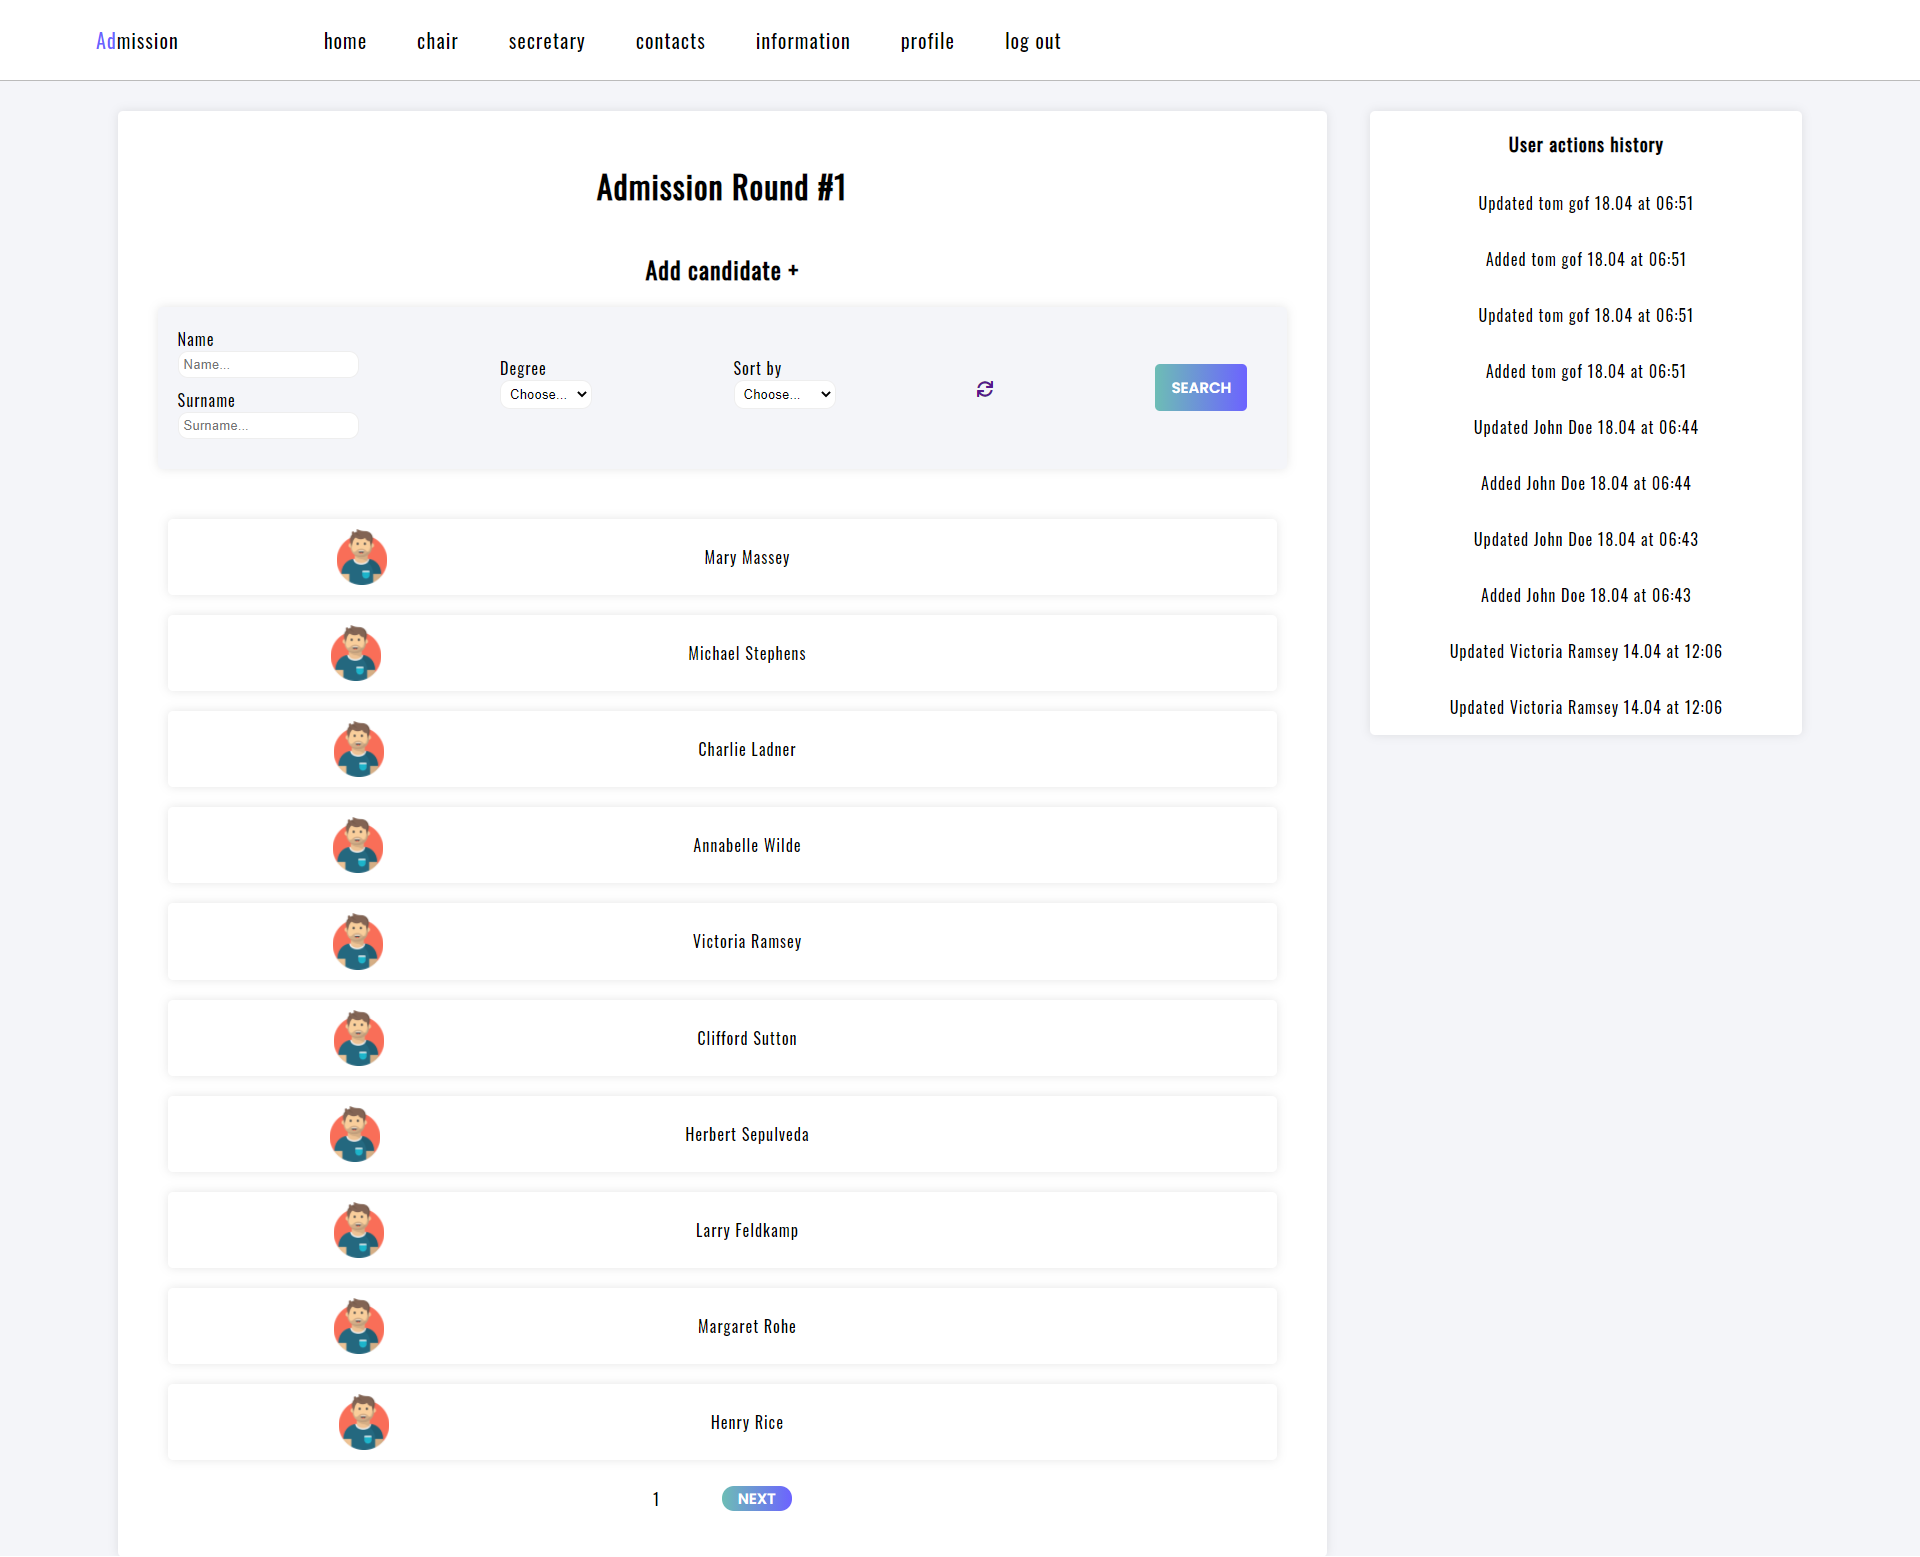 Admission
home
chair
secretary
contacts
information
profile
log out
Admission Round #1
Add candidate +
Name
Name...
Surname
Surname...
Degree
Choose...
Sort by
Choose...
SEARCH
Mary Massey
Michael Stephens
Charlie Ladner
Annabelle Wilde
Victoria Ramsey
Clifford Sutton
Herbert Sepulveda
Larry Feldkamp
Margaret Rohe
Henry Rice
1
NEXT
User actions history
Updated tom gof 18.04 at 06:51
Added tom gof 18.04 at 06:51
Updated tom gof 18.04 at 06:51
Added tom gof 18.04 at 06:51
Updated John Doe 18.04 at 06:44
Added John Doe 18.04 at 06:44
Updated John Doe 18.04 at 06:43
Added John Doe 18.04 at 06:43
Updated Victoria Ramsey 14.04 at 12:06
Updated Victoria Ramsey 14.04 at 12:06